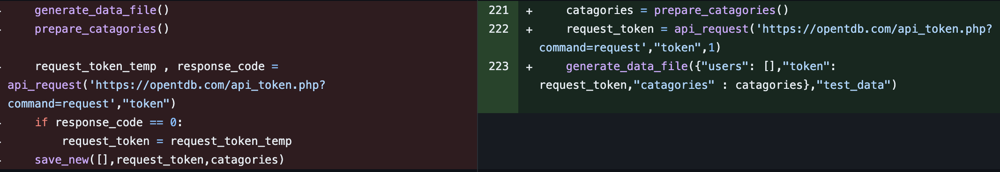 generate_data_file()
prepare_catagories()
request_token_temp , response_code =
api_request('https://opentdb.com/api_token.php?
command=request',"token")
if response_code == 0:
request_token = request_token_temp
save_new([],request_token,catagories)
221 + catagories = prepare_catagories()
222 + request_token = api_request('https://opentdb.com/api_token.php?
command=request',"token",1)
223 + generate_data_file({"users": [],"token":
request_token,"catagories" : catagories},"test_data")